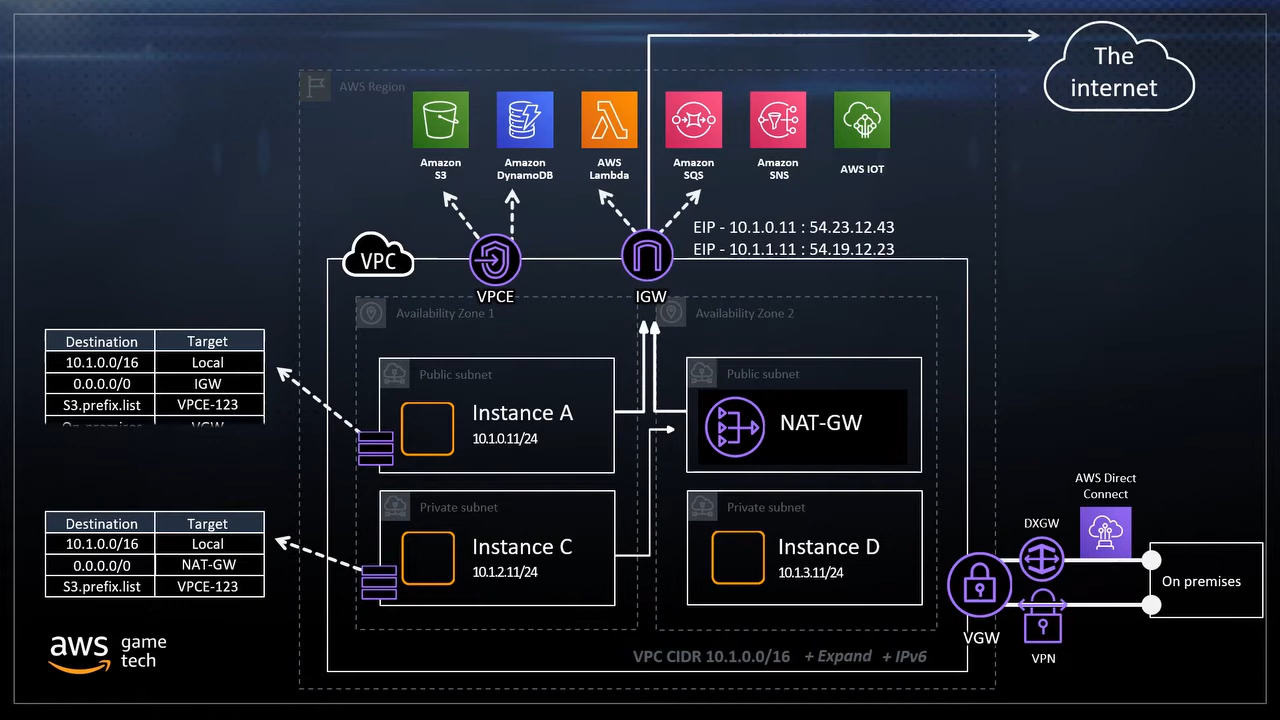 The
internet
AWS Region
Amazon
S3
Amazon
DynamoDB
AWS
Lambda
Amazon
SQS
Amazon
SNS
AWS IOT
EIP - 10.1.0.11 : 54.23.12.43
EIP - 10.1.1.11 : 54.19.12.23
VPC
VPCE
IGW
Availability Zone 1
Availability Zone 2
Destination Target
10.1.0.0/16 Local
0.0.0.0/0 IGW
S3.prefix.list VPCE-123
On-premises VGW
Public subnet
Instance A
10.1.0.11/24
Public subnet
NAT-GW
Destination Target
10.1.0.0/16 Local
0.0.0.0/0 NAT-GW
S3.prefix.list VPCE-123
Private subnet
Instance C
10.1.2.11/24
Private subnet
Instance D
10.1.3.11/24
AWS Direct
Connect
DXGW
On premises
VGW
VPN
VPC CIDR 10.1.0.0/16 + Expand + IPv6
aws game
tech